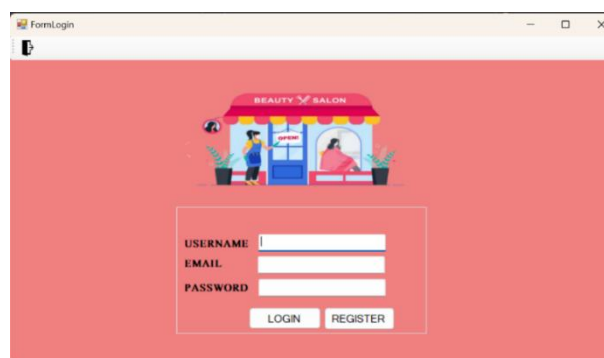 FormLogin
BEAUTY SALON
OPEN!
USERNAME
EMAIL
PASSWORD
LOGIN REGISTER